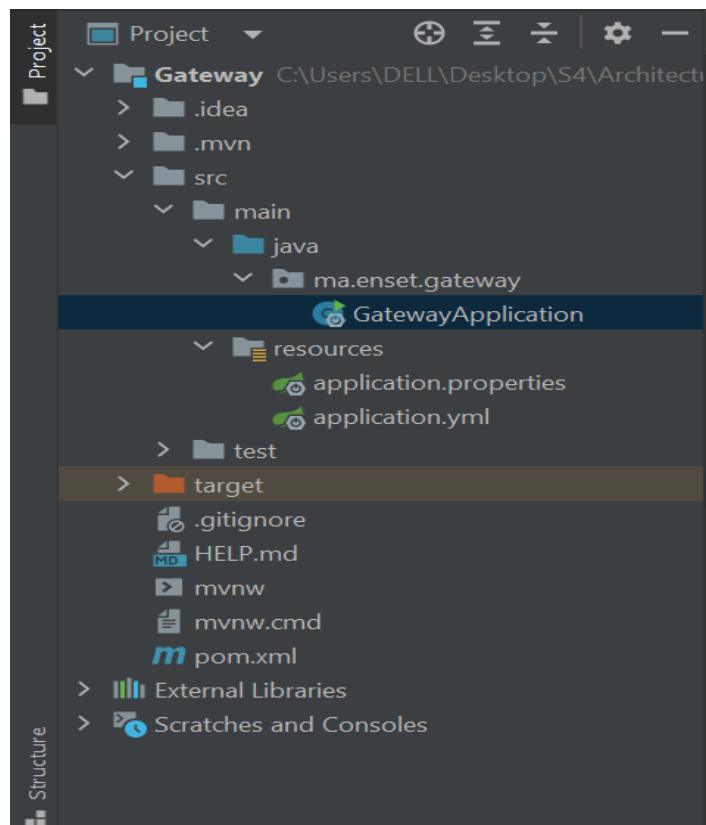 Project
Project
Gateway C:\Users\DELL\Desktop\S4\Architect
.idea
.mvn
src
main
java
ma.enset.gateway
GatewayApplication
resources
application.properties
application.yml
test
target
.gitignore
HELP.md
mvnw
mvnw.cmd
pom.xml
External Libraries
Scratches and Consoles
Structure